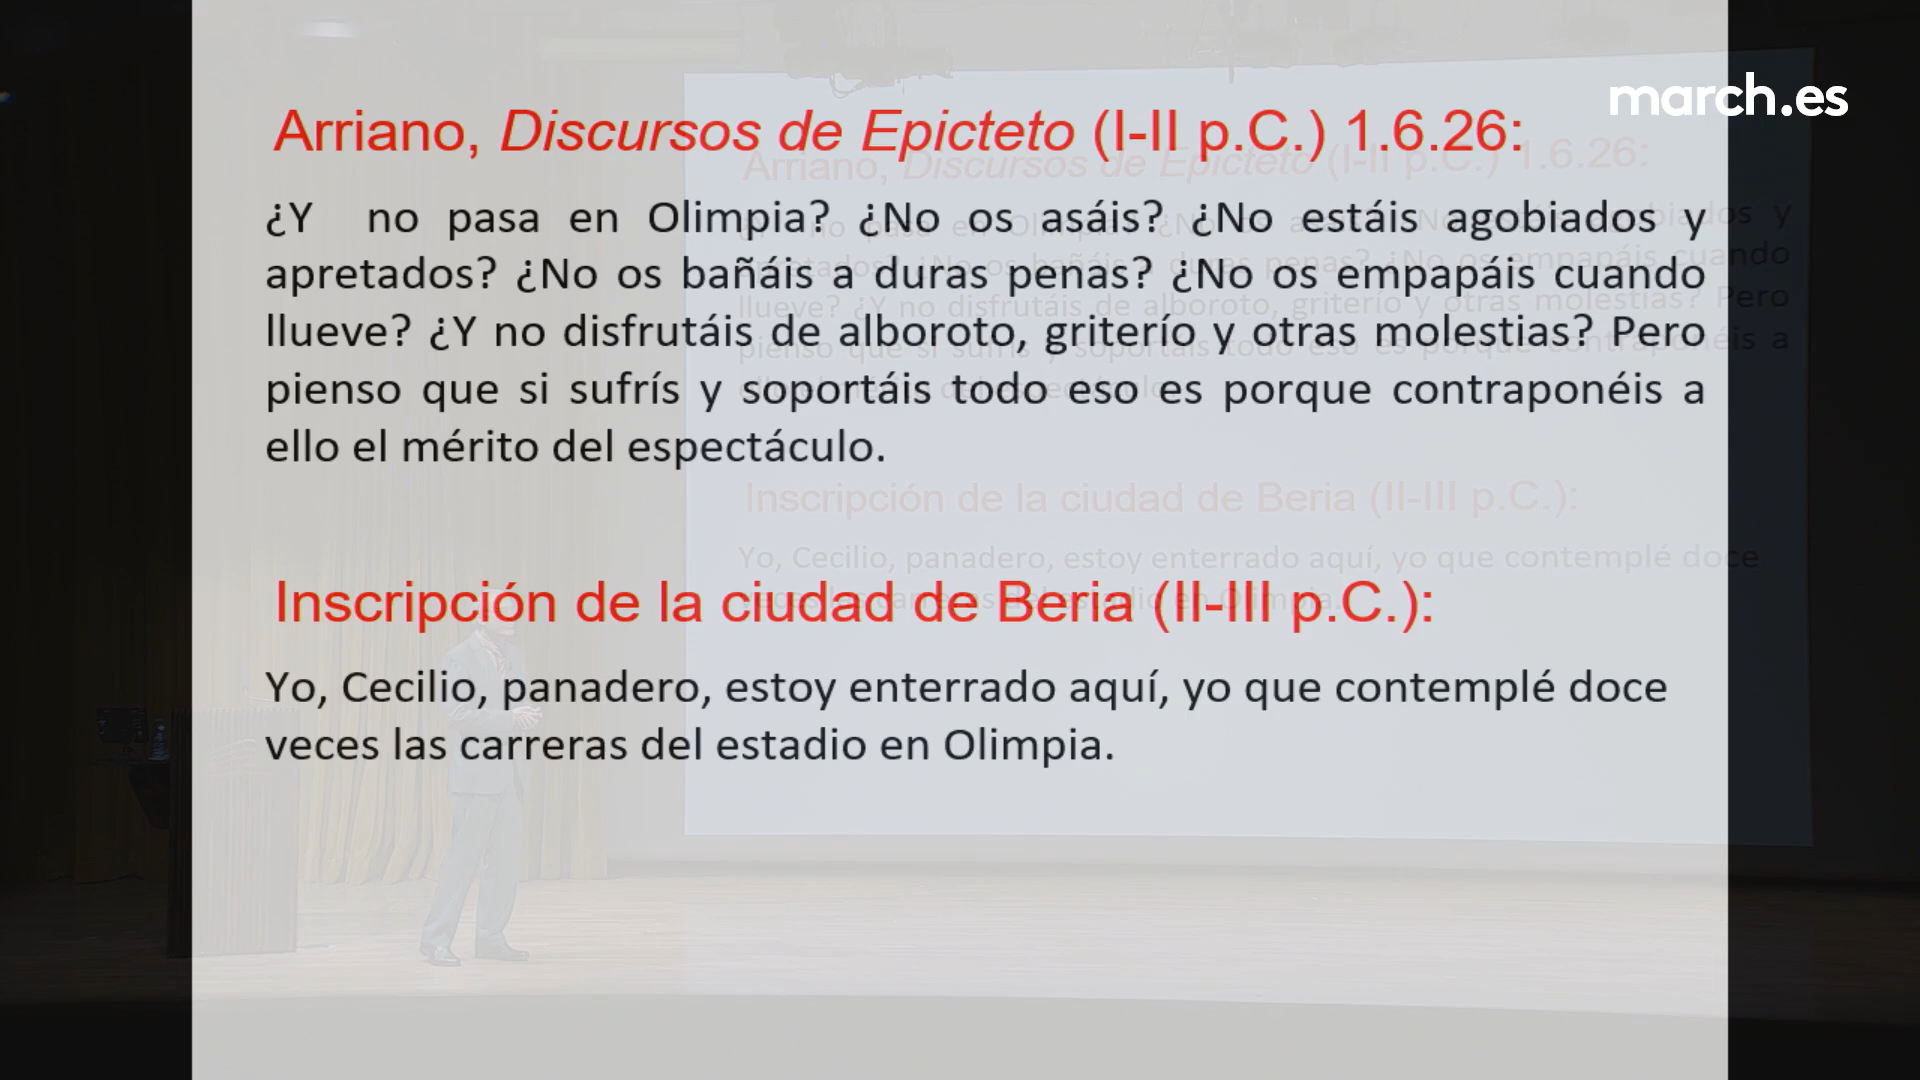 march.es
Arriano, Discursos de Epicteto (I-II p.C.) 1.6.26:
¿Y no pasa en Olimpia? ¿No os asáis? ¿No estáis agobiados y
apretados? ¿No os bañáis a duras penas? ¿No os empapáis cuando
llueve? ¿Y no disfrutáis de alboroto, griterío y otras molestias? Pero
pienso que si sufrís y soportáis todo eso es porque contraponéis a
ello el mérito del espectáculo.
Inscripción de la ciudad de Beria (II-III p.C.):
Yo, Cecilio, panadero, estoy enterrado aquí, yo que contemplé doce
veces las carreras del estadio en Olimpia.